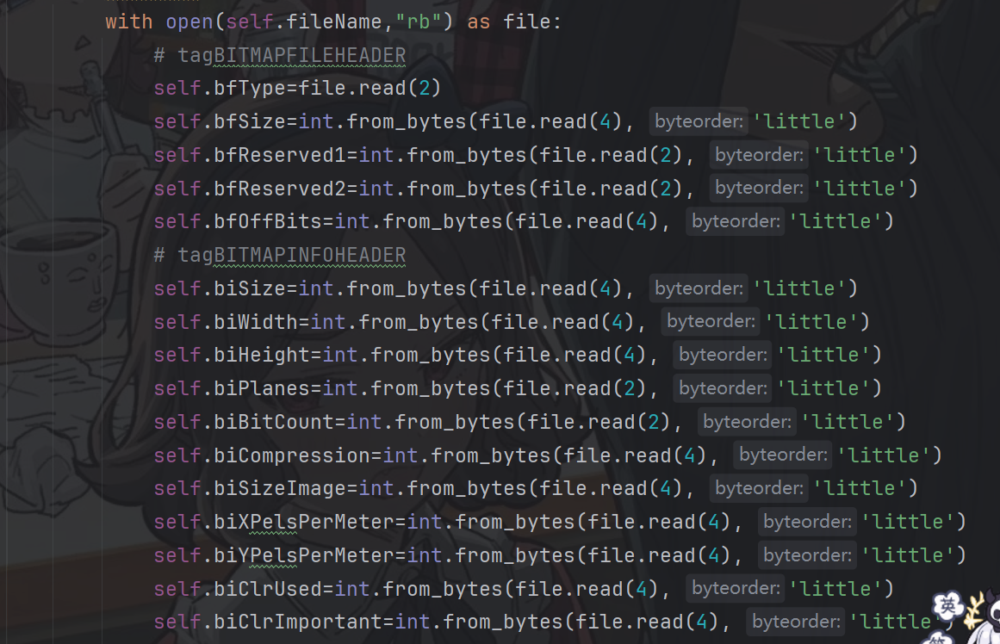 with open(self.fileName,"rb") as file:
# tagBITMAPFILEHEADER
self.bfType=file.read(2)
self.bfSize=int.from_bytes(file.read(4), byteorder: 'little')
self.bfReserved1=int.from_bytes(file.read(2), byteorder: 'little')
self.bfReserved2=int.from_bytes(file.read(2), byteorder: 'little')
self.bfOffBits=int.from_bytes(file.read(4), byteorder: 'little')
# tagBITMAPINFOHEADER
self.biSize=int.from_bytes(file.read(4), byteorder: 'little')
self.biWidth=int.from_bytes(file.read(4), byteorder: 'little')
self.biHeight=int.from_bytes(file.read(4), byteorder: 'little')
self.biPlanes=int.from_bytes(file.read(2), byteorder: 'little')
self.biBitCount=int.from_bytes(file.read(2), byteorder: 'little')
self.biCompression=int.from_bytes(file.read(4), byteorder: 'little')
self.biSizeImage=int.from_bytes(file.read(4), byteorder: 'little')
self.biXPelsPerMeter=int.from_bytes(file.read(4), byteorder: 'little')
self.biYPelsPerMeter=int.from_bytes(file.read(4), byteorder: 'little')
self.biClrUsed=int.from_bytes(file.read(4), byteorder: 'little')
self.biClrImportant=int.from_bytes(file.read(4), byteorder: 'little')
英